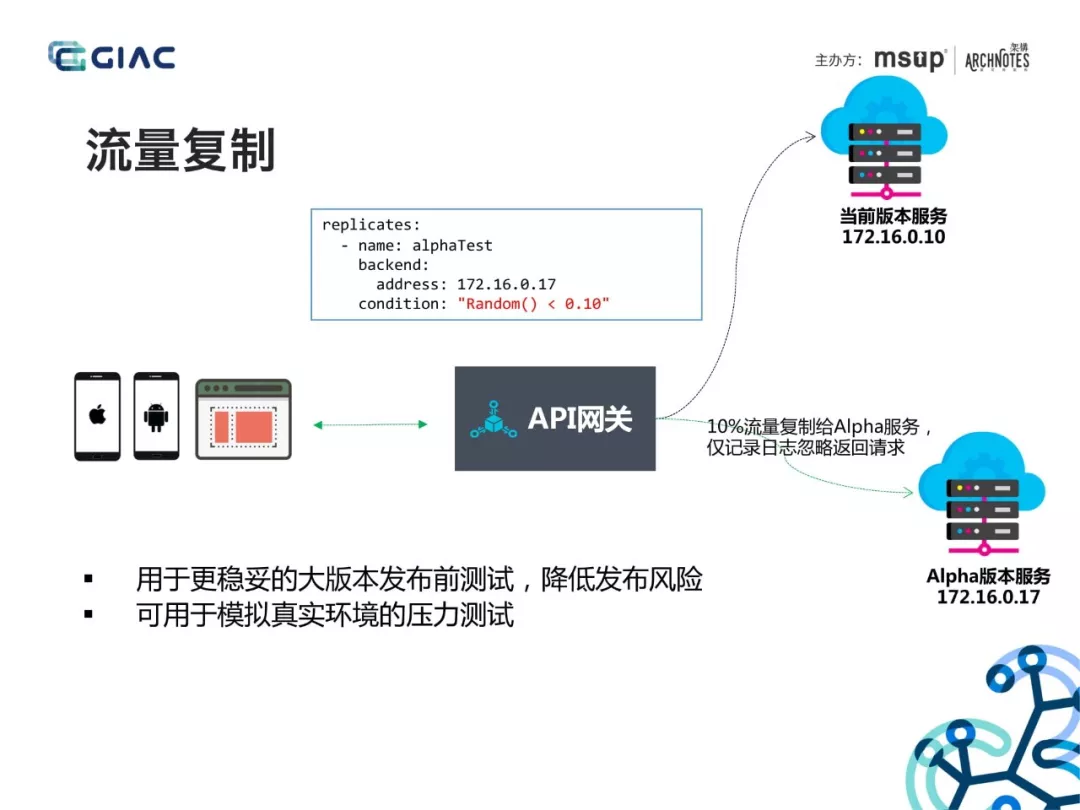 GIAC
主办方：
msup
架構
ARCHNOTES
流量复制
replicates:
- name: alphaTest
backend:
address: 172.16.0.17
condition: "Random() < 0.10"
当前版本服务
172.16.0.10
API网关
10%流量复制给Alpha服务，
仅记录日志忽略返回请求
Alpha版本服务
172.16.0.17
▪ 用于更稳妥的大版本发布前测试，降低发布风险
▪ 可用于模拟真实环境的压力测试